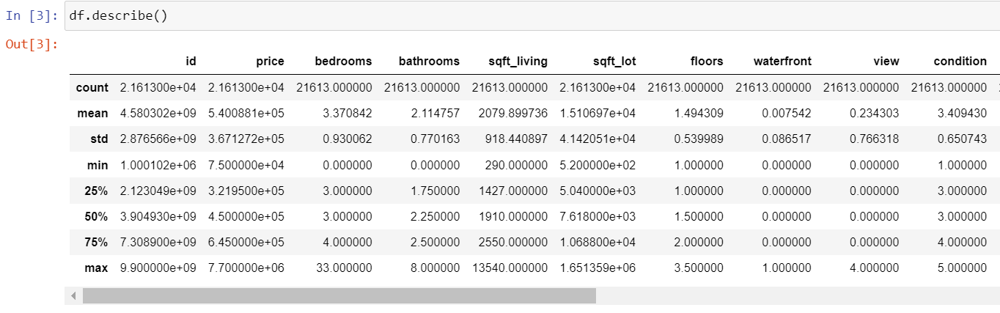 In [3]: df.describe()
Out[3]:
id price bedrooms bathrooms sqft_living sqft_lot floors waterfront view condition
count 2.161300e+04 2.161300e+04 21613.000000 21613.000000 21613.000000 2.161300e+04 21613.000000 21613.000000 21613.000000 21613.000000
mean 4.580302e+09 5.400881e+05 3.370842 2.114757 2079.899736 1.510697e+04 1.494309 0.007542 0.234303 3.409430
std 2.876566e+09 3.671272e+05 0.930062 0.770163 918.440897 4.142051e+04 0.539989 0.086517 0.766318 0.650743
min 1.000102e+06 7.500000e+04 0.000000 0.000000 290.000000 5.200000e+02 1.000000 0.000000 0.000000 1.000000
25% 2.123049e+09 3.219500e+05 3.000000 1.750000 1427.000000 5.040000e+03 1.000000 0.000000 0.000000 3.000000
50% 3.904930e+09 4.500000e+05 3.000000 2.250000 1910.000000 7.618000e+03 1.500000 0.000000 0.000000 3.000000
75% 7.308900e+09 6.450000e+05 4.000000 2.500000 2550.000000 1.068800e+04 2.000000 0.000000 0.000000 4.000000
max 9.900000e+09 7.700000e+06 33.000000 8.000000 13540.000000 1.651359e+06 3.500000 1.000000 4.000000 5.000000